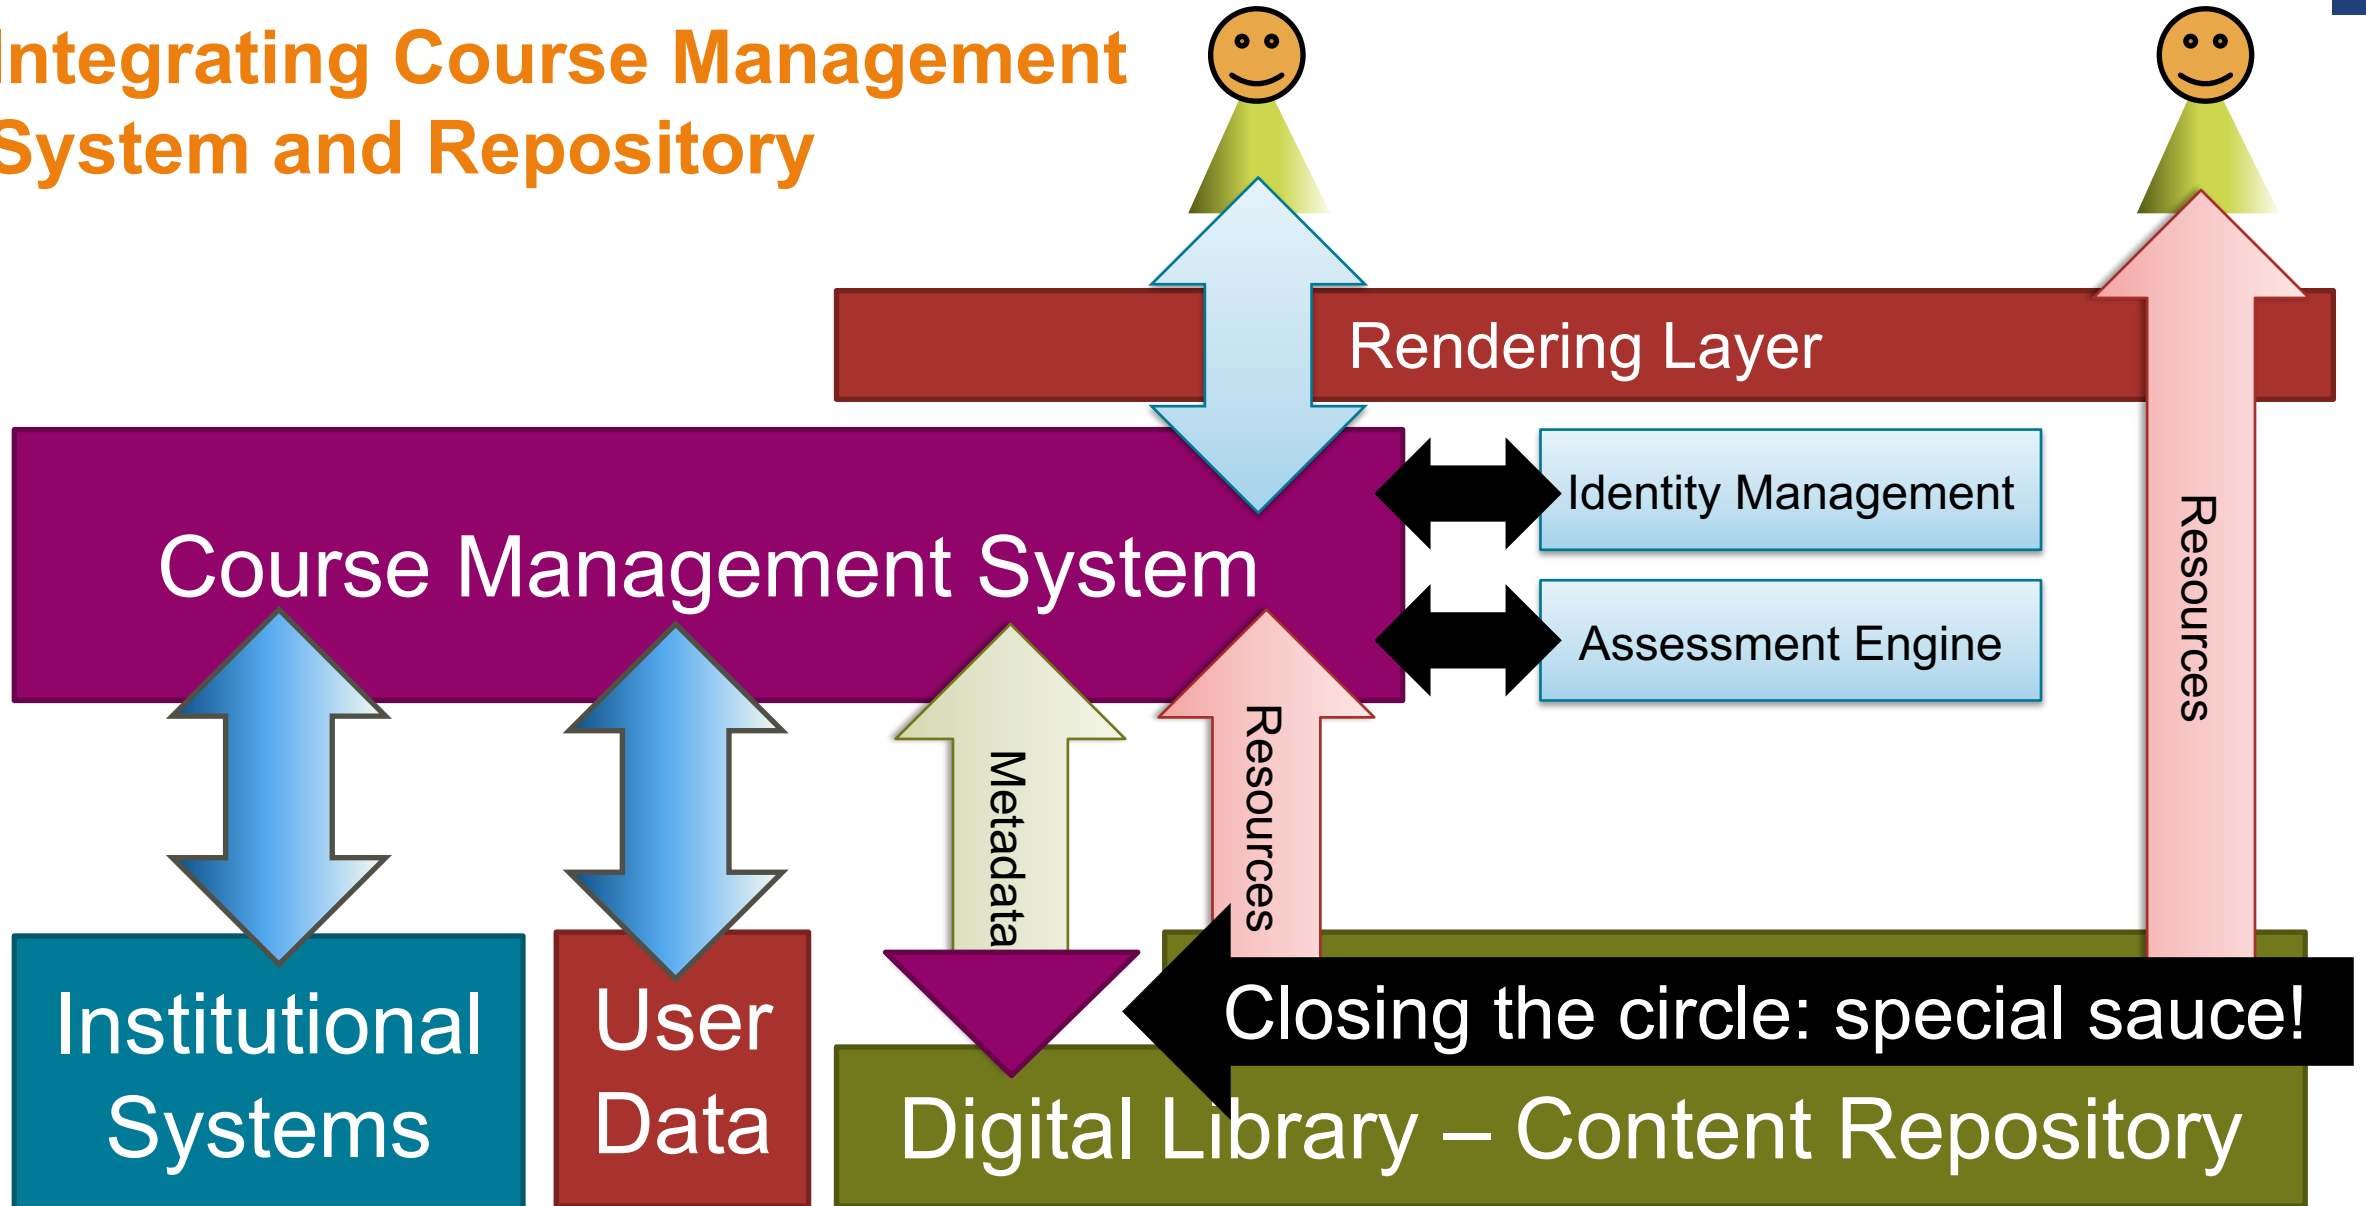 Integrating Course Management
System and Repository
Rendering Layer
Identity Management
Course Management System
Assessment Engine
Resources
Resources
Metadata
Closing the circle: special sauce!
Institutional
Systems
User
Data
Digital Library – Content Repository